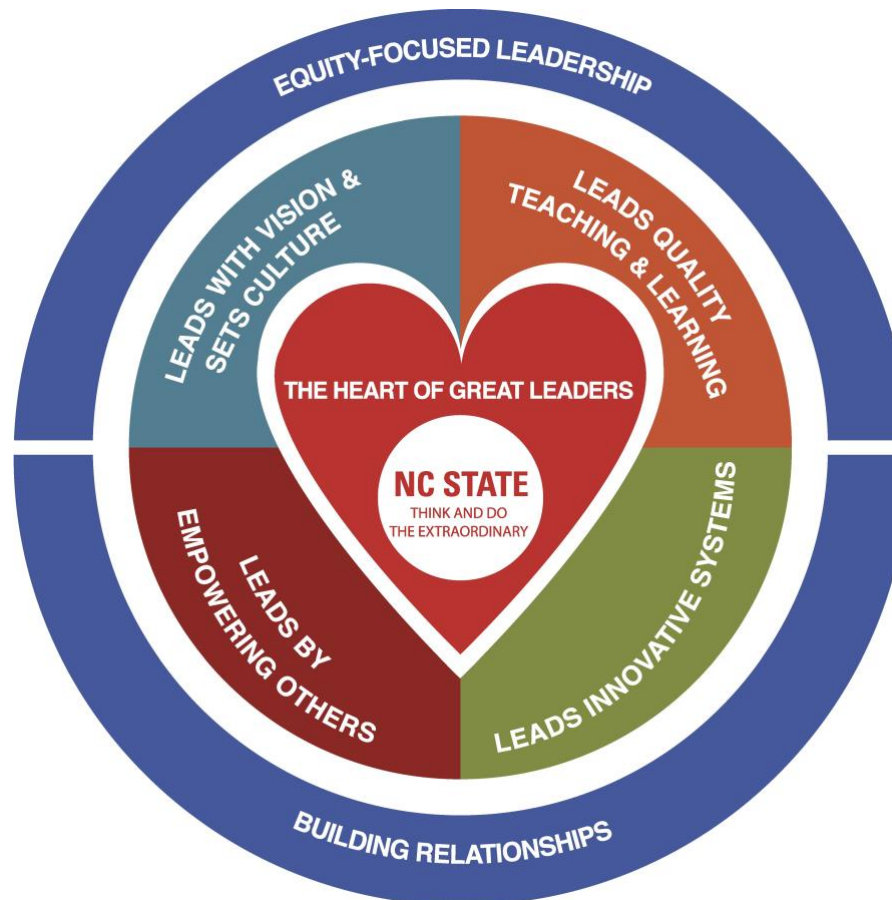 EQUITY-FOCUSED LEADERSHIP
LEADS WITH VISION &
SETS CULTURE
LEADS QUALITY
TEACHING & LEARNING
THE HEART OF GREAT LEADERS
NC STATE
THINK AND DO
THE EXTRAORDINARY
LEADS BY
EMPOWERING OTHERS
LEADS INNOVATIVE SYSTEMS
BUILDING RELATIONSHIPS